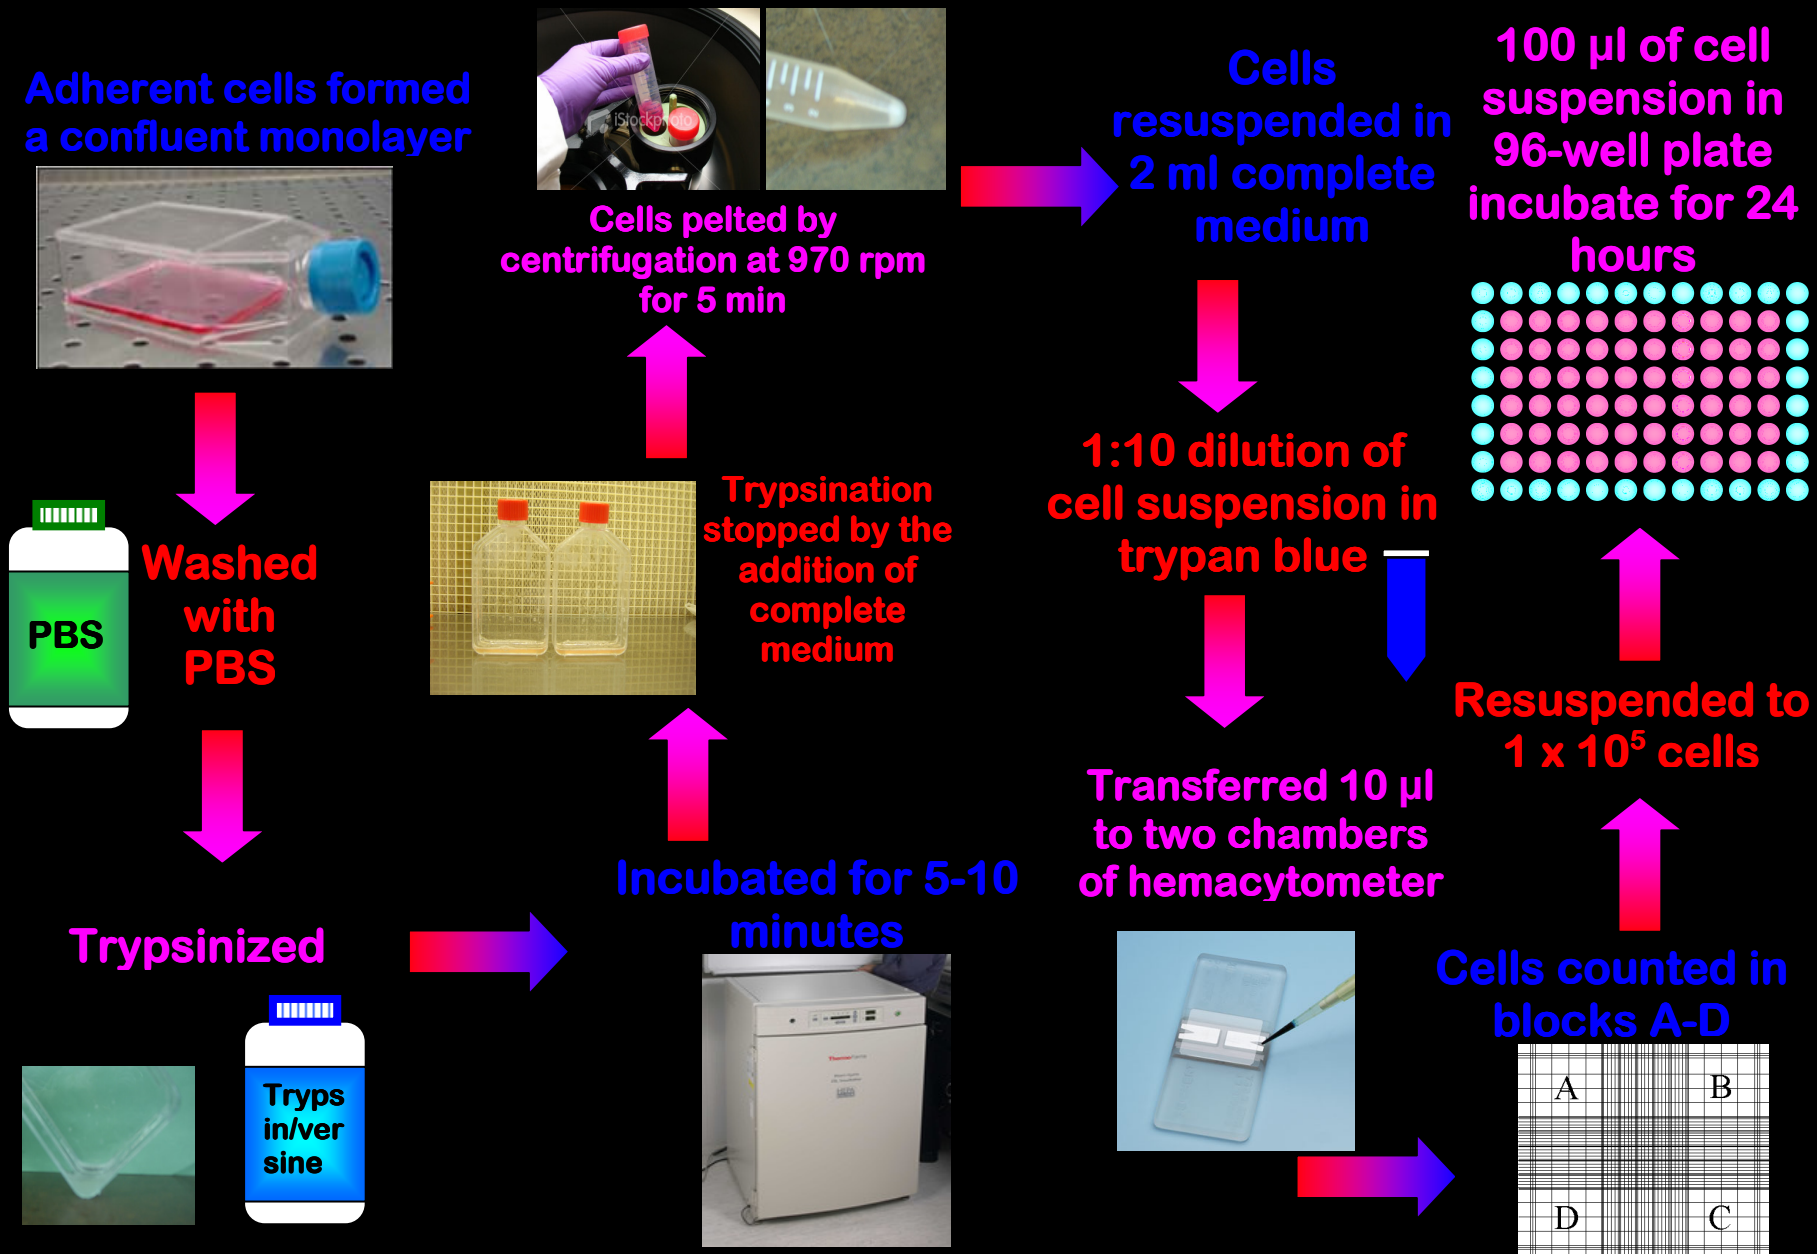 Adherent cells formed
a confluent monolayer
PBS
Washed
with
PBS
Trypsinized
Tryps
in/ver
sine
Incubated for 5-10
minutes
Trypsination
stopped by the
addition of
complete
medium
iStockphoto
Cells pelted by
centrifugation at 970 rpm
for 5 min
Cells
resuspended in
2 ml complete
medium
1:10 dilution of
cell suspension in
trypan blue
Transferred 10 µl
to two chambers
of hemacytometer
Cells counted in
blocks A-D
A
B
D
C
Resuspended to
1 x 10⁵ cells
100 µl of cell
suspension in
96-well plate
incubate for 24
hours